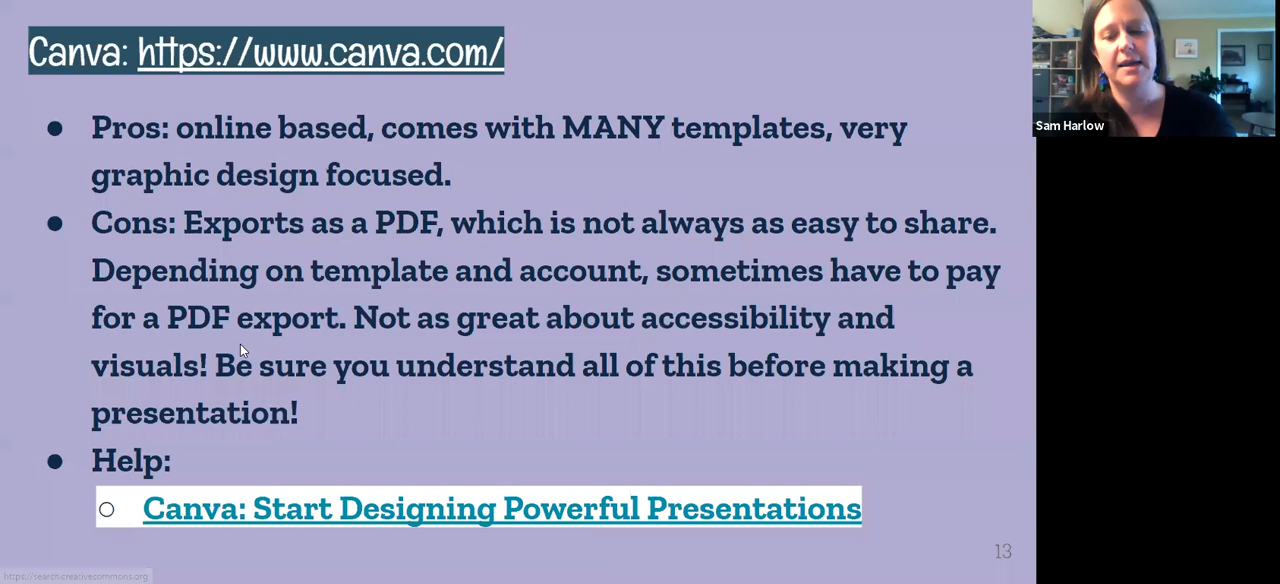 Canva: https://www.canva.com/
Sam Harlow
● Pros: online based, comes with MANY templates, very
graphic design focused.
● Cons: Exports as a PDF, which is not always as easy to share.
Depending on template and account, sometimes have to pay
for a PDF export. Not as great about accessibility and
visuals! Be sure you understand all of this before making a
presentation!
● Help:
○ Canva: Start Designing Powerful Presentations
13
https://search.creativecommons.org